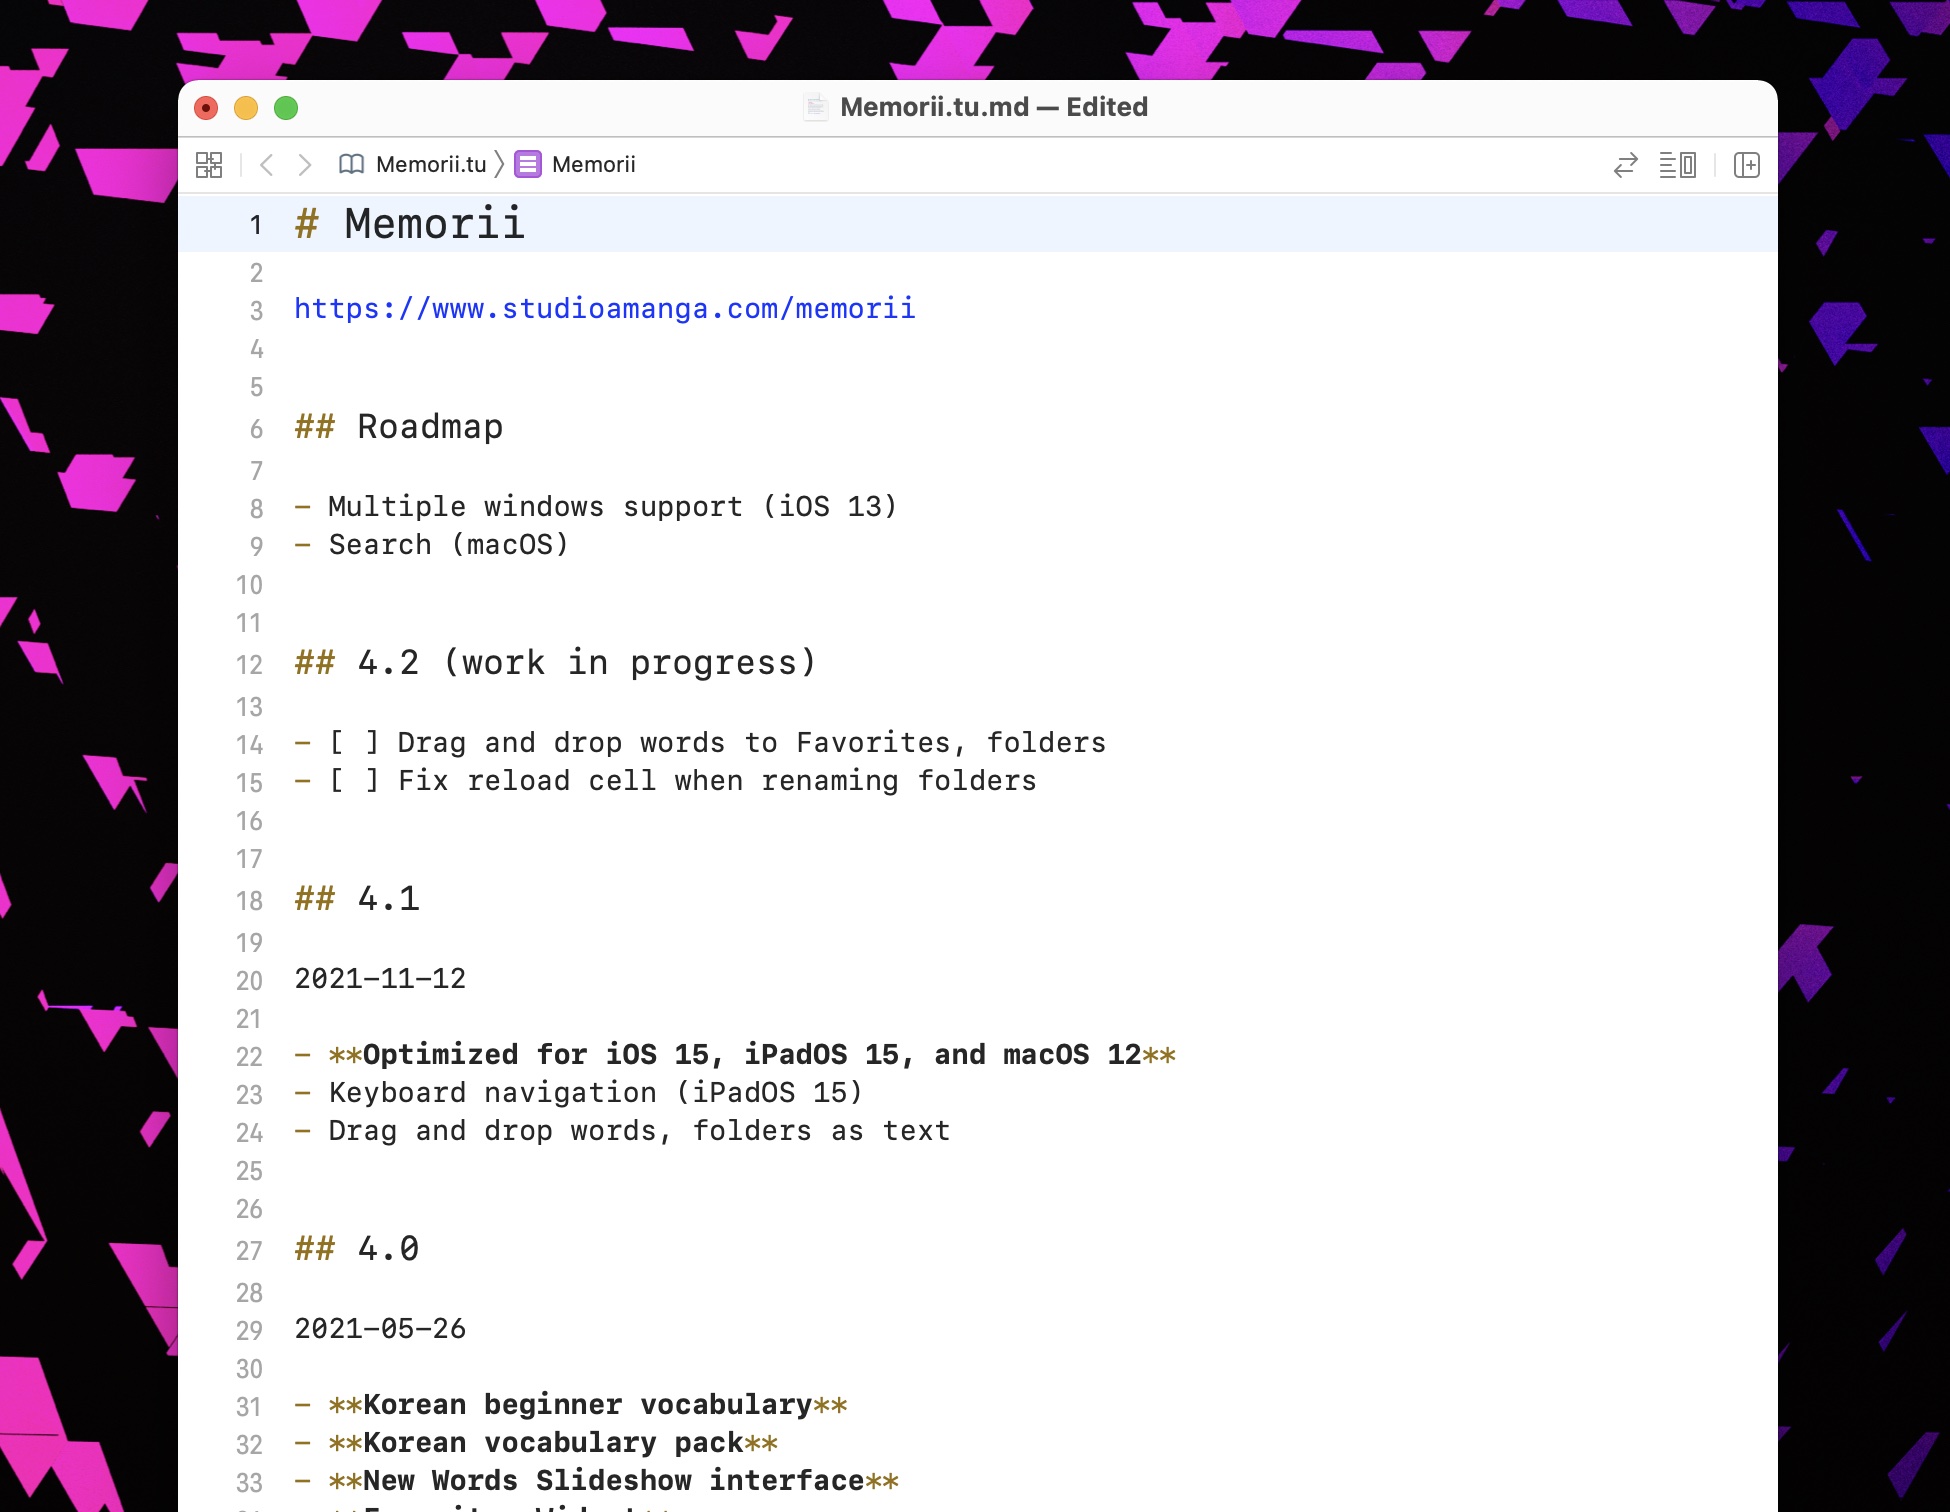 Memorii.tu.md — Edited
Memorii.tu Memorii
1 # Memorii
2
3 https://www.studioamanga.com/memorii
4
5
6 ## Roadmap
7
8 - Multiple windows support (iOS 13)
9 - Search (macOS)
10
11
12 ## 4.2 (work in progress)
13
14 - [ ] Drag and drop words to Favorites, folders
15 - [ ] Fix reload cell when renaming folders
16
17
18 ## 4.1
19
20 2021-11-12
21
22 - **Optimized for iOS 15, iPadOS 15, and macOS 12**
23 - Keyboard navigation (iPadOS 15)
24 - Drag and drop words, folders as text
25
26
27 ## 4.0
28
29 2021-05-26
30
31 - **Korean beginner vocabulary**
32 - **Korean vocabulary pack**
33 - **New Words Slideshow interface**